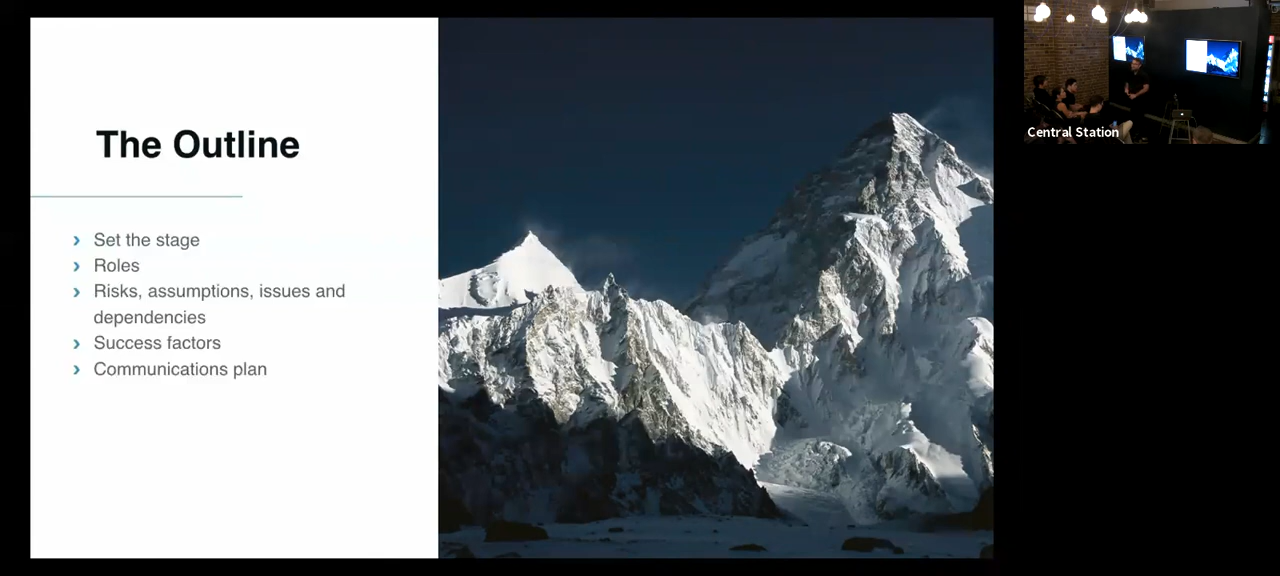 The Outline
› Set the stage
› Roles
› Risks, assumptions, issues and
dependencies
› Success factors
› Communications plan
Central Station